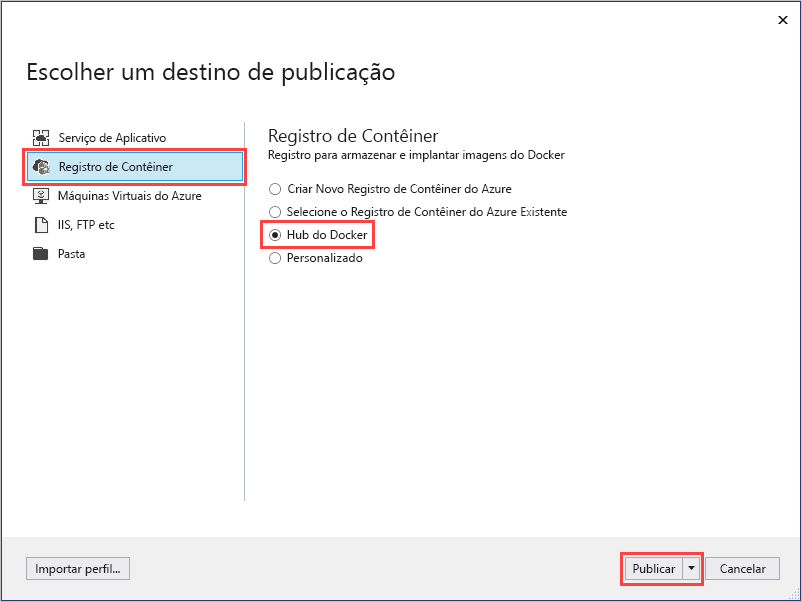 Escolher um destino de publicação
Serviço de Aplicativo
Registro de Contêiner
Máquinas Virtuais do Azure
IIS, FTP etc
Pasta
Registro de Contêiner
Registro para armazenar e implantar imagens do Docker
Criar Novo Registro de Contêiner do Azure
Selecione o Registro de Contêiner do Azure Existente
Hub do Docker
Personalizado
Importar perfil...
Publicar
Cancelar